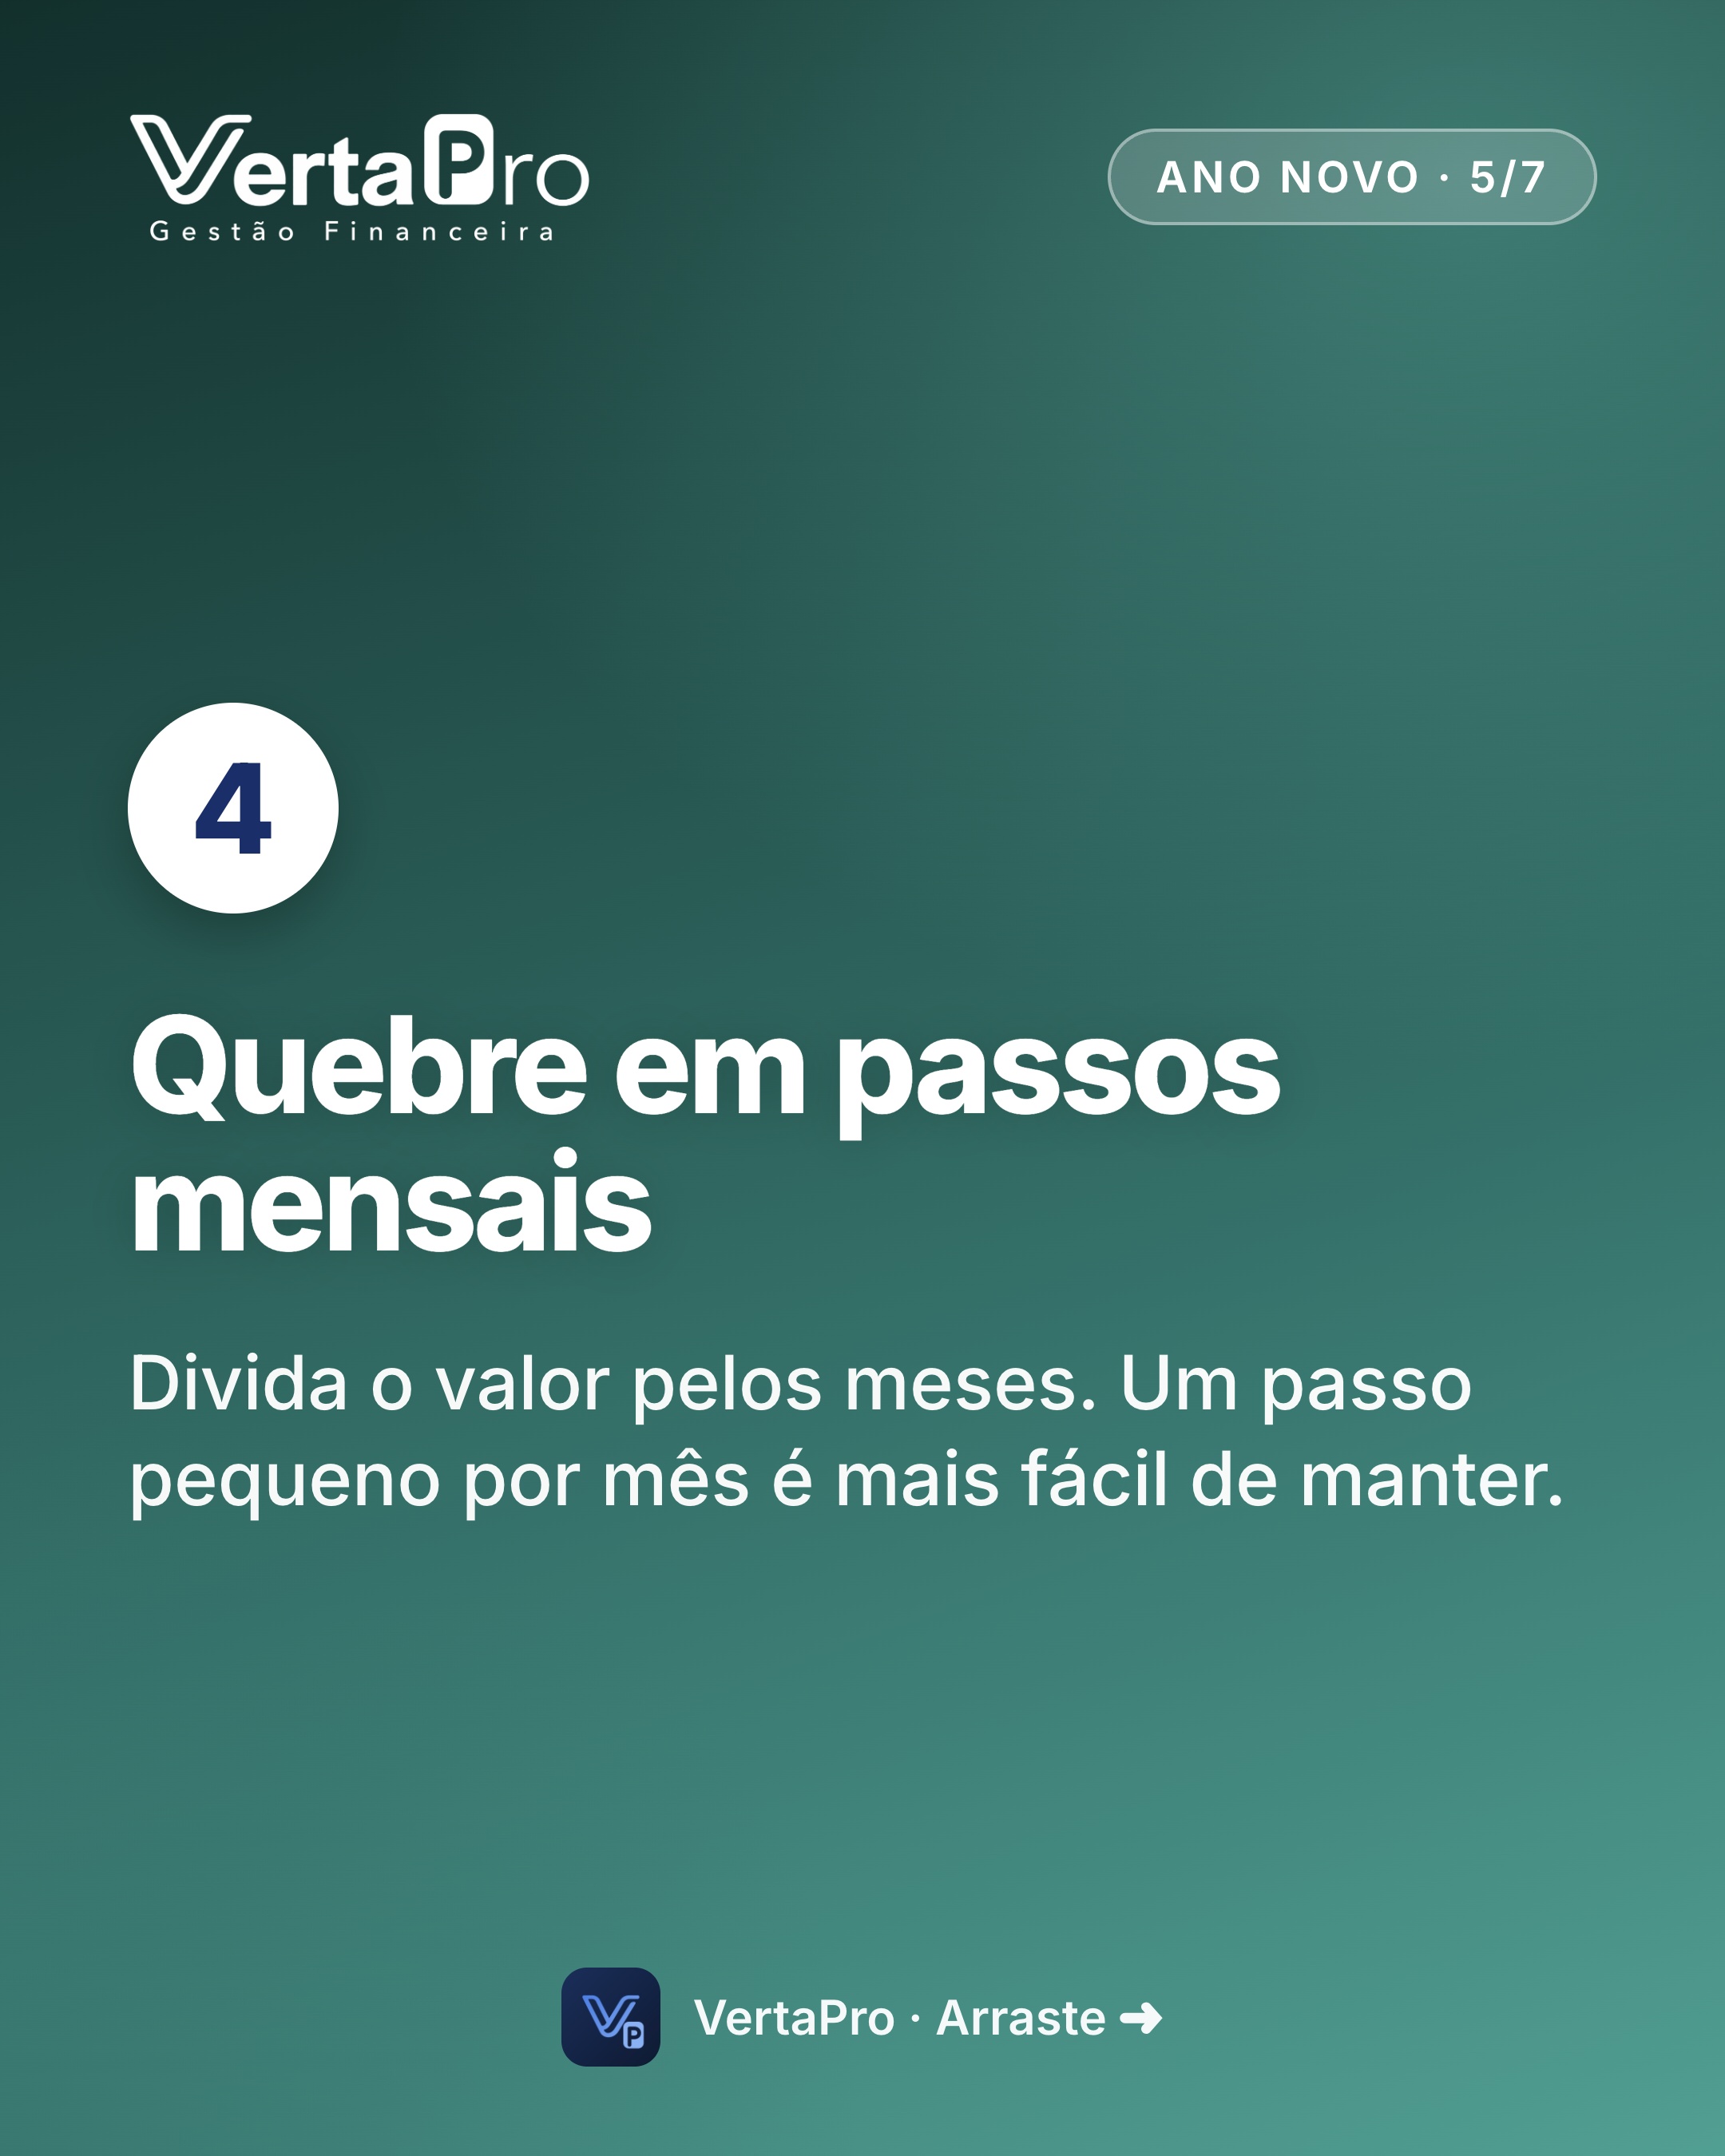 VertaPro
Gestão Financeira
ANO NOVO · 5/7
4
Quebre em passos
mensais
Divida o valor pelos meses. Um passo
pequeno por mês é mais fácil de manter.
VP
VertaPro · Arraste ➜